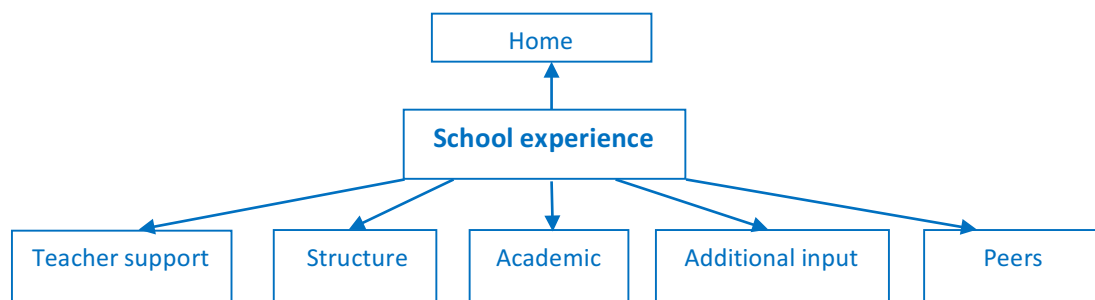 Home
School experience
Teacher support
Structure
Academic
Additional input
Peers